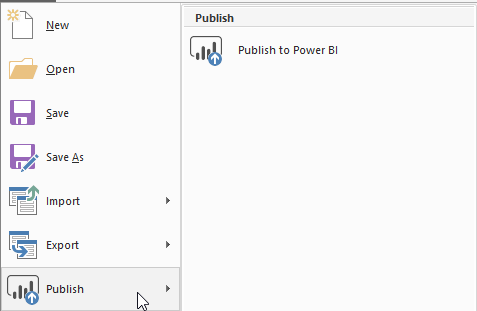 New
Open
Save
Save As
Import
Export
Publish
Publish
Publish to Power BI